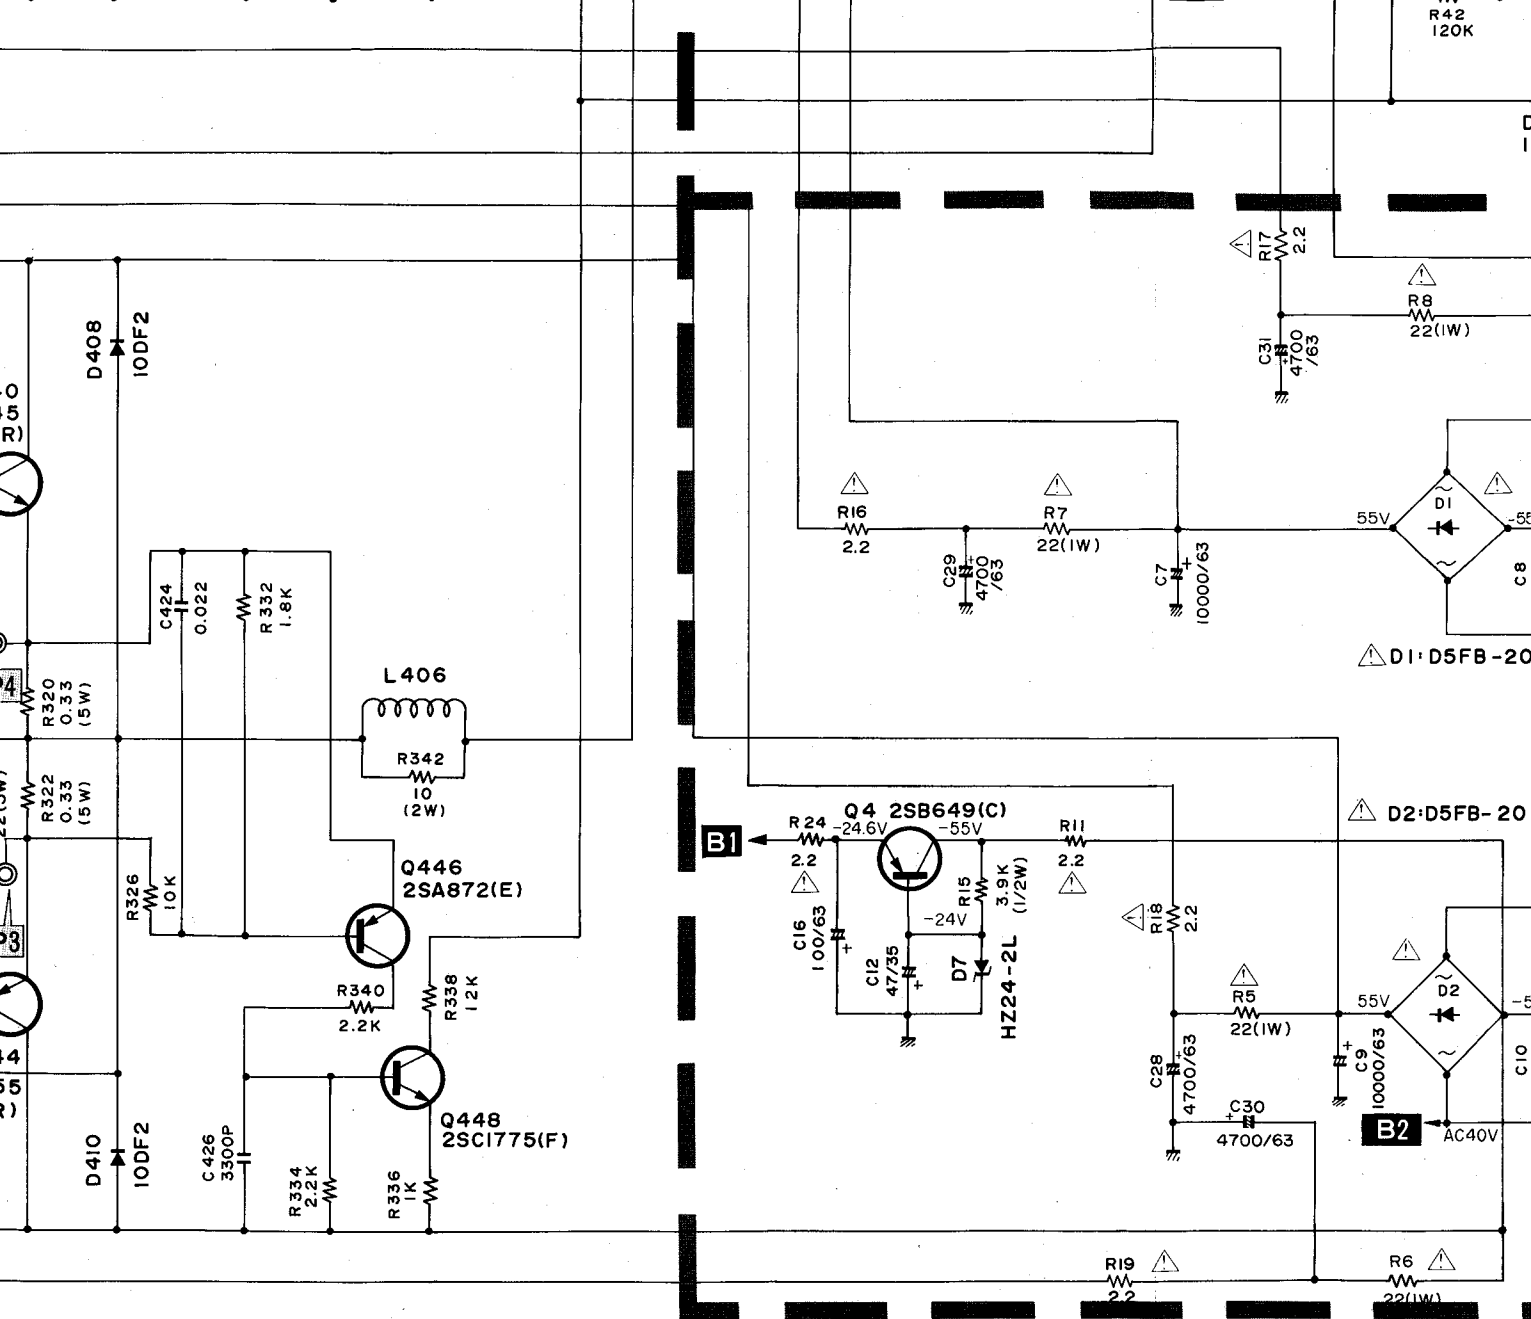 R42
120K
R17
2.2
R8
22(1W)
C31
4700
/63
D408
10DF2
R)
R16
2.2
R7
22(1W)
C29
4700
/63
C7
10000/63
55V
D1
-55
C8
D1:D5FB-20
C424
0.022
R332
1.8K
L406
R342
10
(2W)
P4
R320
0.33
(5W)
R322
0.33
(5W)
D2:D5FB-20
Q4 2SB649(C)
B1
R24
-24.6V
-55V
R11
2.2
2.2
R15
3.9K
(1/2W)
-24V
C16
100/63
C12
47/35
D7
HZ24-2L
R18
2.2
R326
10K
P3
Q446
2SA872(E)
R340
2.2K
R338
12K
Q448
2SC1775(F)
R5
22(1W)
55V
D2
C9
10000/63
C10
C28
4700/63
C30
4700/63
B2
AC40V
D410
10DF2
C426
3300P
R334
2.2K
R336
1K
R19
2.2
R6
22(1W)